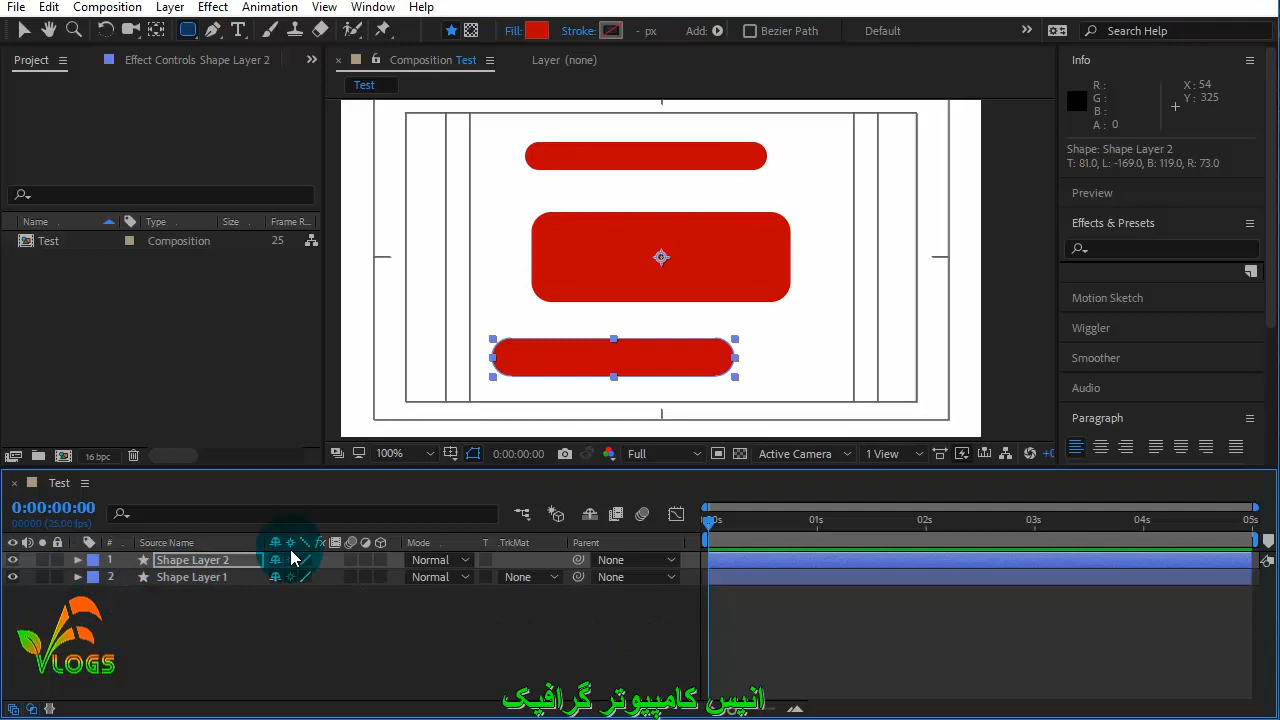 File Edit Composition Layer Effect Animation View Window Help
Fill: Stroke: - px Add: Bezier Path Default Search Help
Project Effect Controls Shape Layer 2
Composition Test Layer (none)
Test
Name Type Size Frame R...
Test Composition 25
16 bpc
100% 0:00:00:00 Full Active Camera 1 View +0
Info
R: X: 54
G: Y: 325
B:
A: 0
Shape: Shape Layer 2
T: 81.0, L: -169.0, B: 119.0, R: 73.0
Preview
Effects & Presets
Motion Sketch
Wiggler
Smoother
Audio
Paragraph
Test
0:00:00:00
00000 (25.00 fps)
# Source Name fx Mode T .TrkMat Parent
1 Shape Layer 2 Normal None
2 Shape Layer 1 Normal None None
00s 01s 02s 03s 04s 05s
VLOGS
انیس کامپیوٹر گرافیک